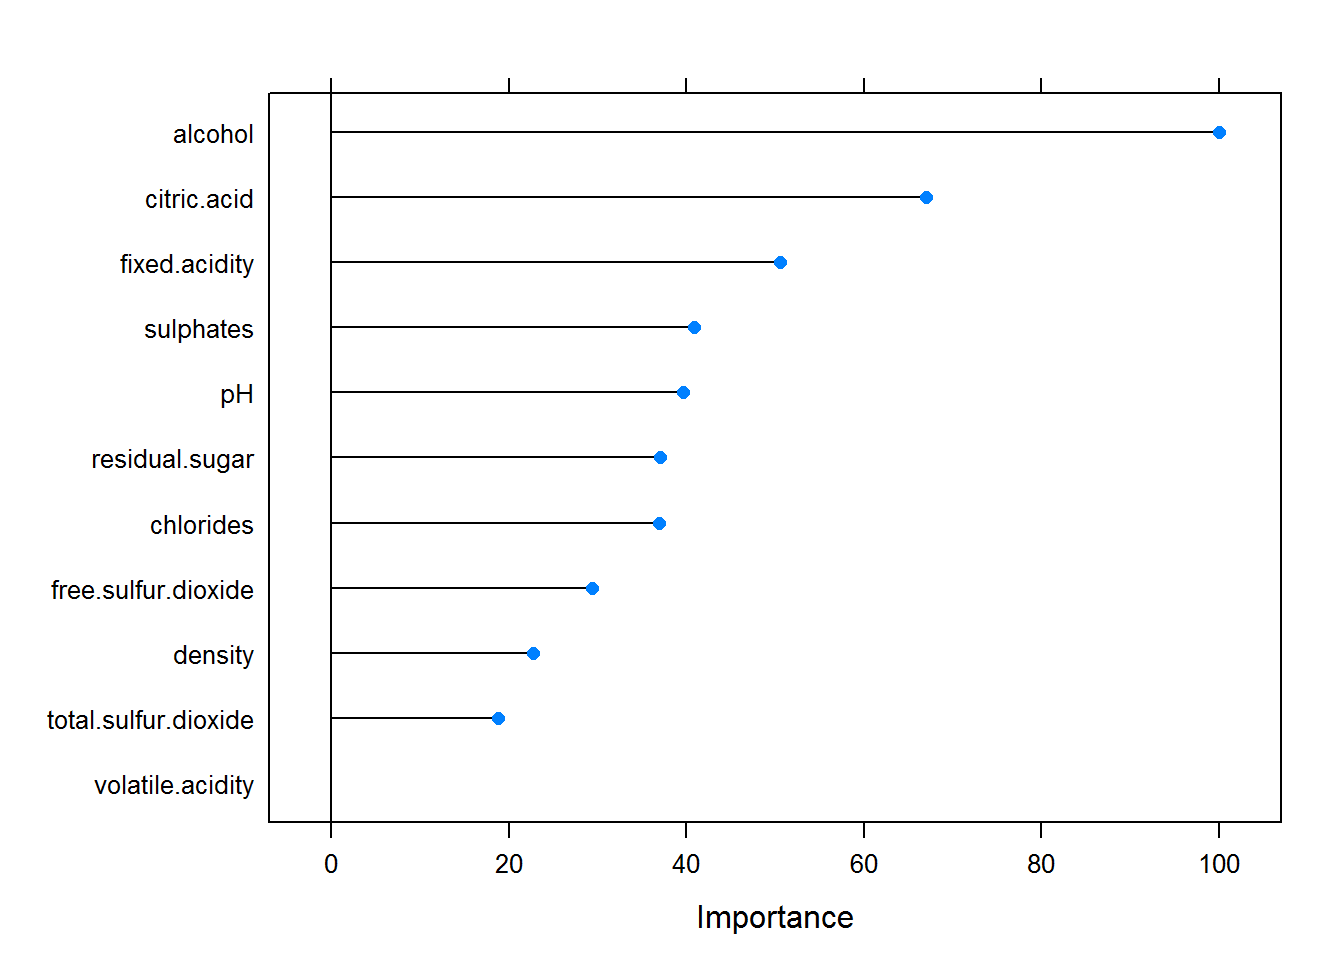 alcohol
citric.acid
fixed.acidity
sulphates
pH
residual.sugar
chlorides
free.sulfur.dioxide
density
total.sulfur.dioxide
volatile.acidity
0 20 40 60 80 100
Importance